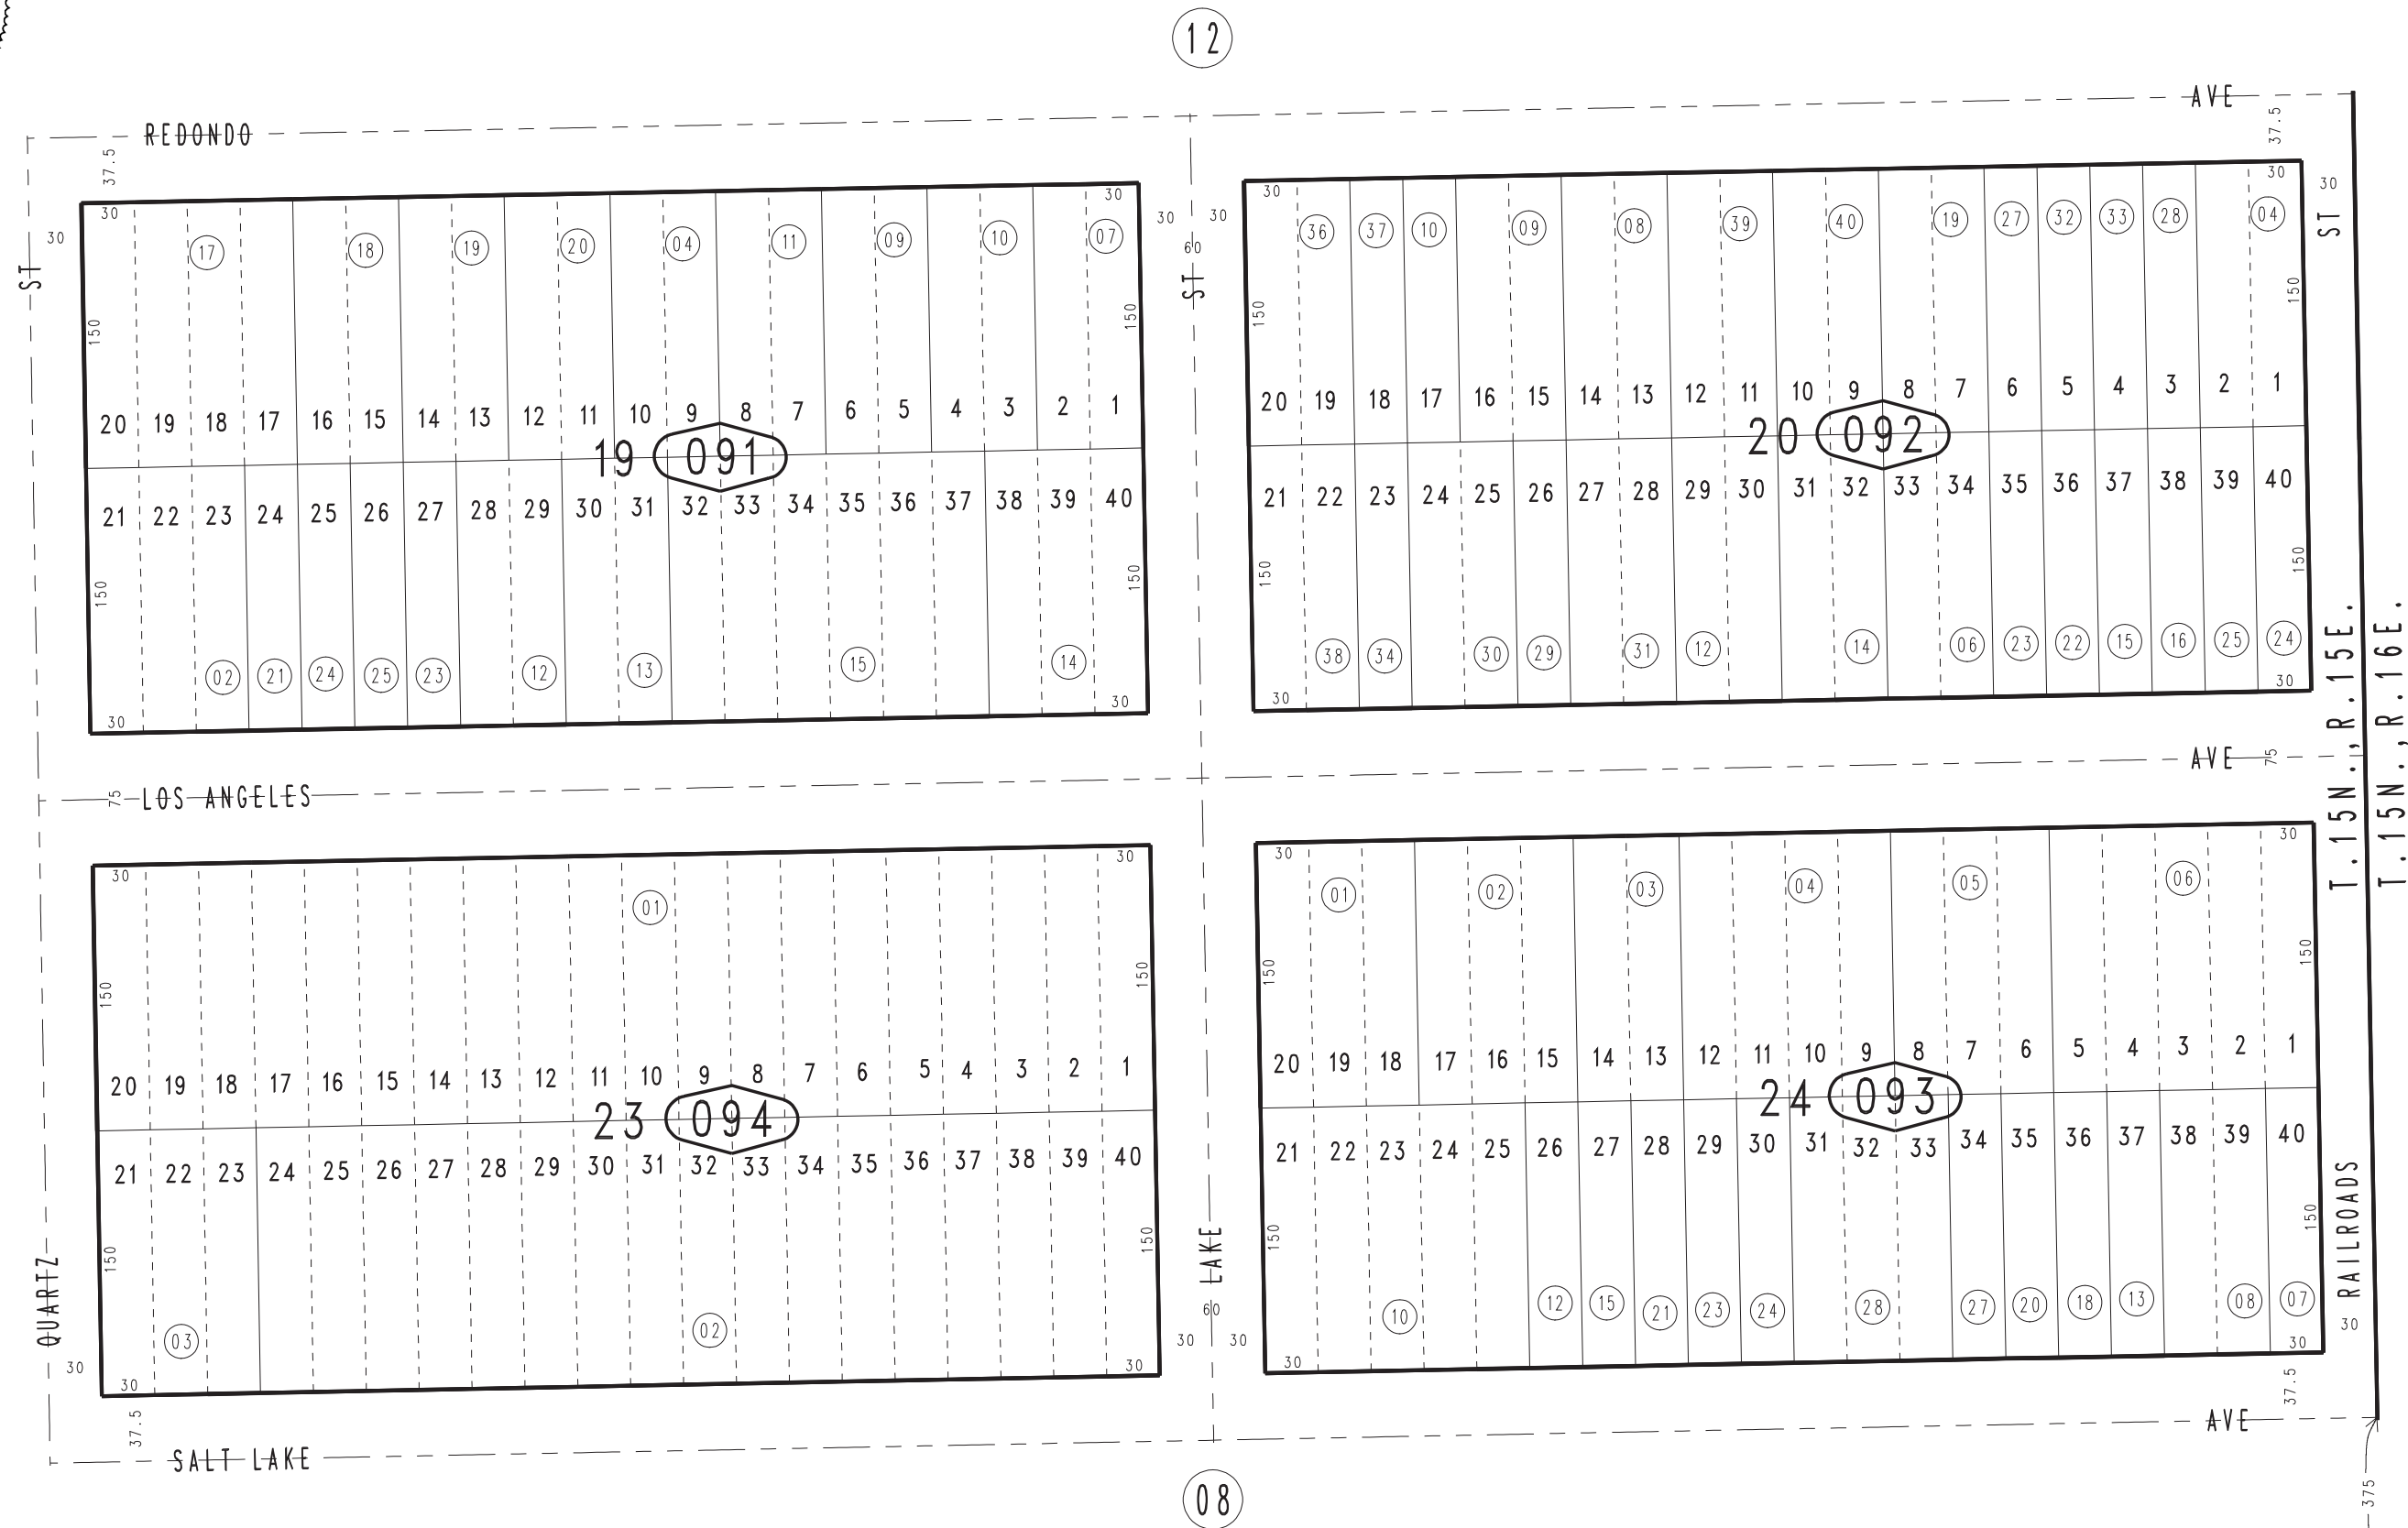 12
REDONDO AVE
37.5 37.5
30 30 30 30 30
30 ST 30 30 60 ST ST
17 18 19 20 04 11 09 10 07
36 37 10 09 08 39 40 19 27 32 33 28 04
150 150 150 150
20 19 18 17 16 15 14 13 12 11 10 9 8 7 6 5 4 3 2 1
20 19 18 17 16 15 14 13 12 11 10 9 8 7 6 5 4 3 2 1
19 091
20 092
21 22 23 24 25 26 27 28 29 30 31 32 33 34 35 36 37 38 39 40
21 22 23 24 25 26 27 28 29 30 31 32 33 34 35 36 37 38 39 40
150 150 150 150
02 21 24 25 23 12 13 15 14
38 34 30 29 31 12 14 06 23 22 15 16 25 24
30 30 30 30
T.15N.,R.15E.
T.15N.,R.16E.
75 LOS ANGELES AVE 75
30 30 30 30
01
01 02 03 04 05 06
150 150 150 150
20 19 18 17 16 15 14 13 12 11 10 9 8 7 6 5 4 3 2 1
20 19 18 17 16 15 14 13 12 11 10 9 8 7 6 5 4 3 2 1
23 094
24 093
21 22 23 24 25 26 27 28 29 30 31 32 33 34 35 36 37 38 39 40
21 22 23 24 25 26 27 28 29 30 31 32 33 34 35 36 37 38 39 40
150 150 150 150
QUARTZ LAKE RAILROADS
03 02
10 12 15 21 23 24 28 27 20 18 13 08 07
60
30 30 30 30
30 30 30 30
37.5 37.5
SALT LAKE AVE
08
375